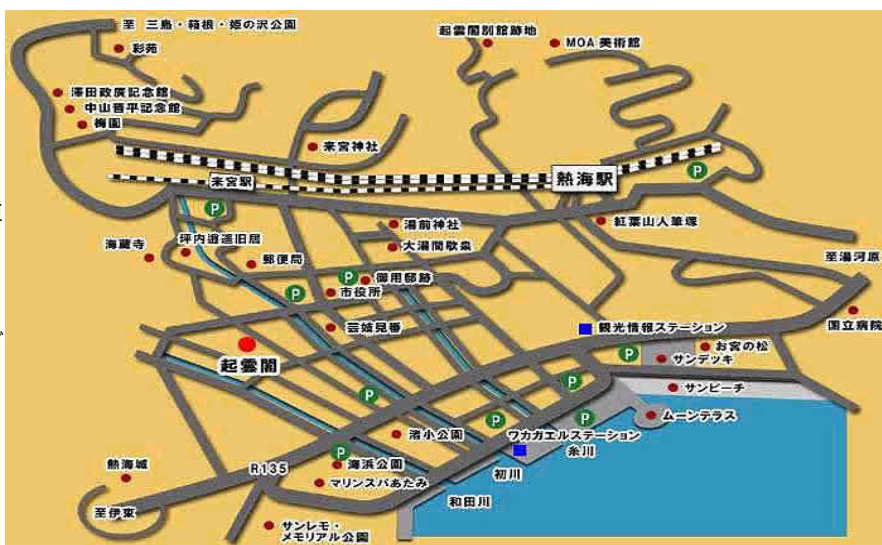 至 三島・箱根・姫の沢公園
彩苑
起雲閣別館跡地
MOA 美術館
澤田政廣記念館
中山晋平記念館
梅園
来宮神社
来宮駅
熱海駅
P
P
湯前神社
紅葉山人筆塚
海蔵寺
坪内逍遥旧居
大湯間歇泉
郵便局
至湯河原
P
P
御用邸跡
市役所
国立病院
芸妓見番
観光情報ステーション
お宮の松
P
サンデッキ
起雲閣
P
P
サンビーチ
ムーンテラス
P
P
渚小公園
ワカガエルステーション
糸川
P
海浜公園
初川
熱海城
R135
マリンスパあたみ
和田川
至伊東
サンレモ・
メモリアル公園